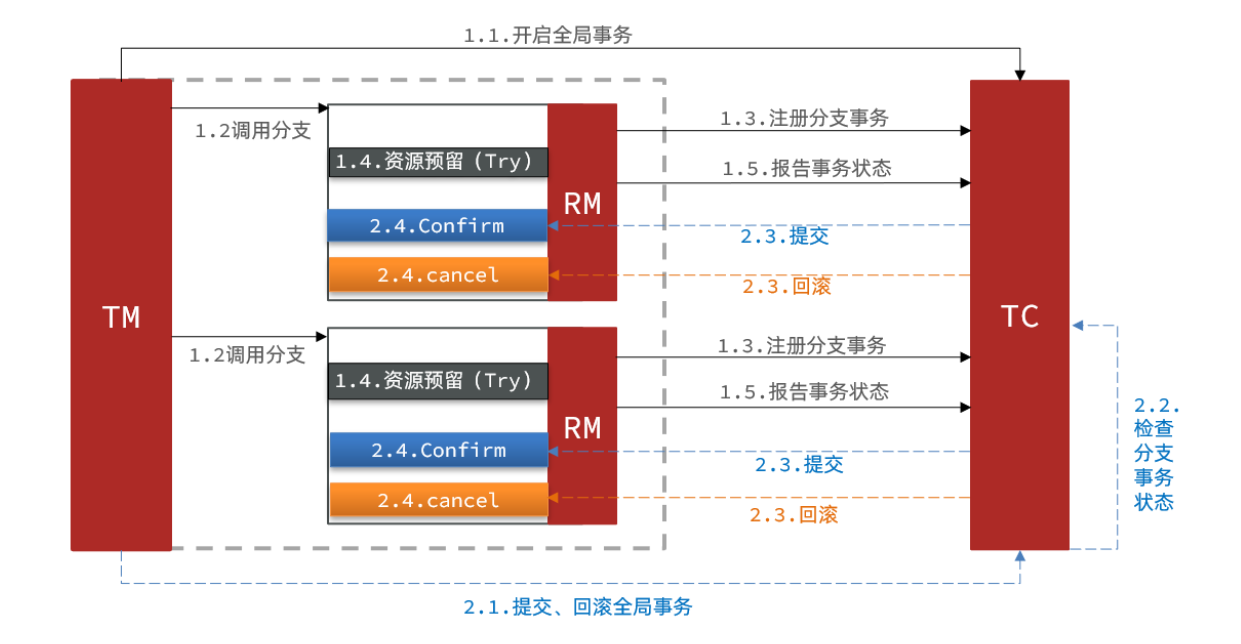 1.1.开启全局事务
1.2调用分支
1.3.注册分支事务
1.4.资源预留（Try）
1.5.报告事务状态
RM
2.4.Confirm
2.3.提交
2.4.cancel
2.3.回滚
TM
TC
1.2调用分支
1.3.注册分支事务
1.4.资源预留（Try）
1.5.报告事务状态
RM
2.4.Confirm
2.3.提交
2.4.cancel
2.3.回滚
2.2.
检查
分支
事务
状态
2.1.提交、回滚全局事务